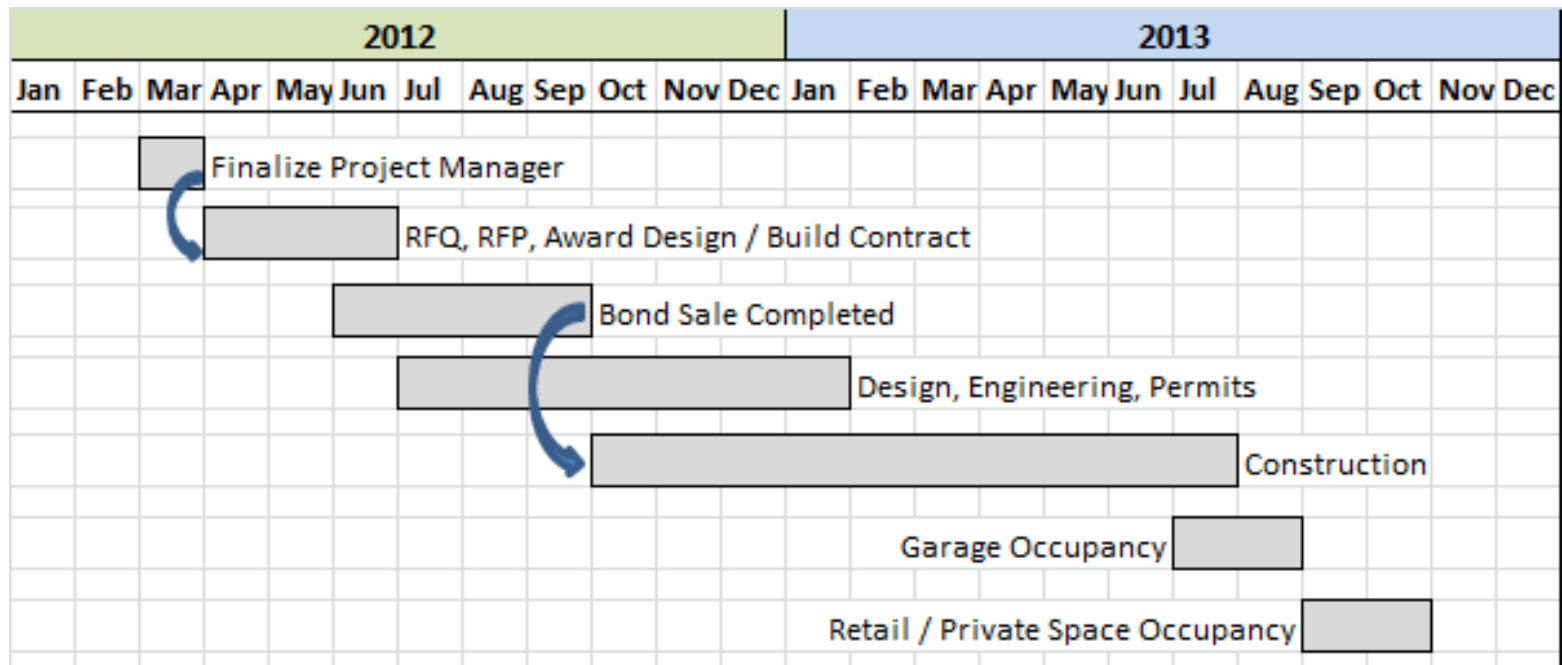 2012 2013
Jan Feb Mar Apr May Jun Jul Aug Sep Oct Nov Dec Jan Feb Mar Apr May Jun Jul Aug Sep Oct Nov Dec
Finalize Project Manager
RFQ, RFP, Award Design / Build Contract
Bond Sale Completed
Design, Engineering, Permits
Construction
Garage Occupancy
Retail / Private Space Occupancy